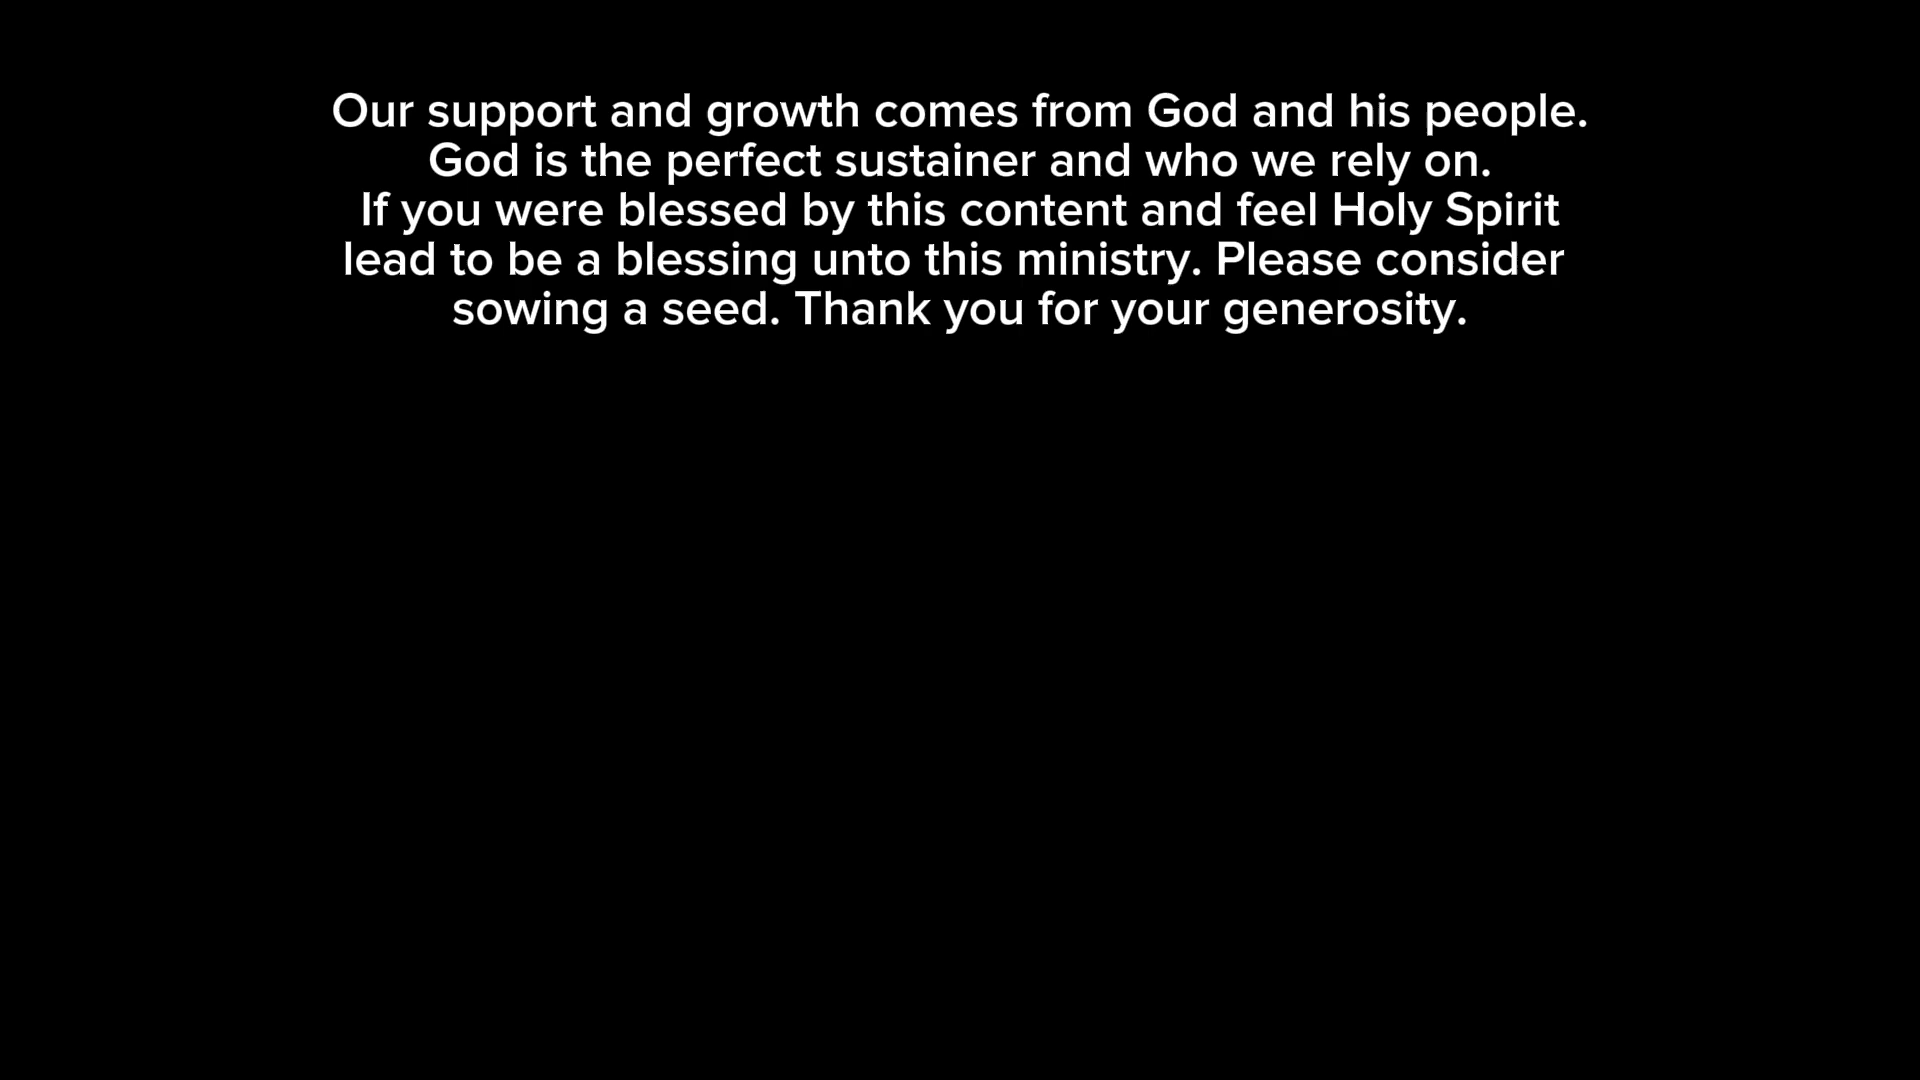 Our support and growth comes from God and his people.
God is the perfect sustainer and who we rely on.
If you were blessed by this content and feel Holy Spirit
lead to be a blessing unto this ministry. Please consider
sowing a seed. Thank you for your generosity.